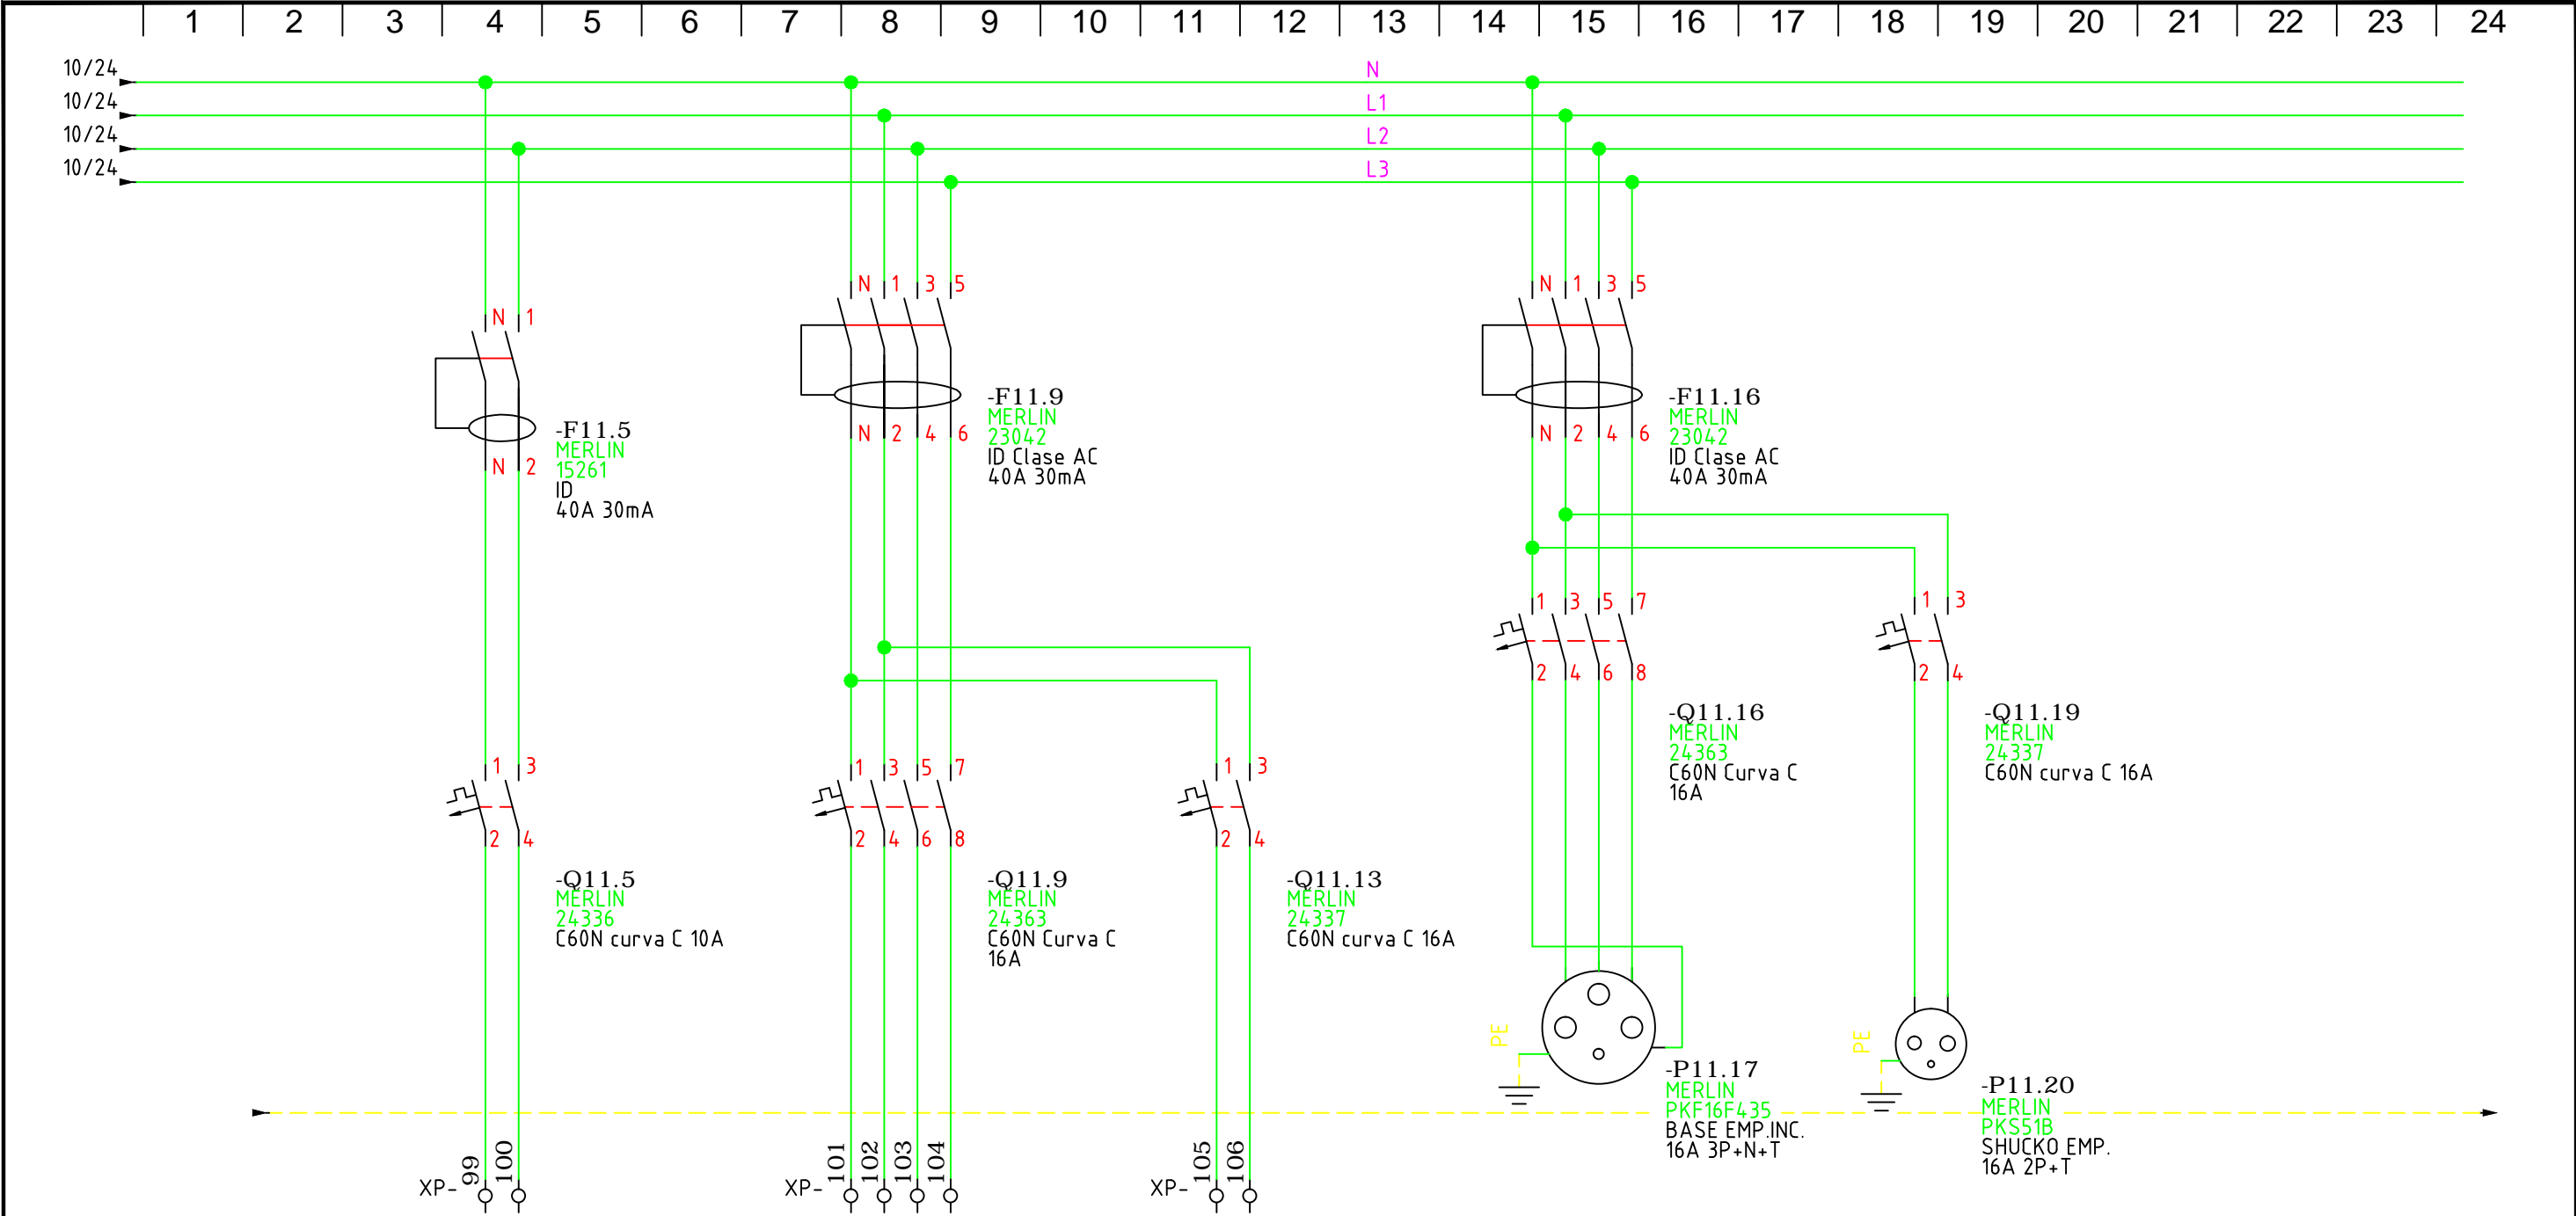 1 2 3 4 5 6 7 8 9 10 11 12 13 14 15 16 17 18 19 20 21 22 23 24
10/24 N
10/24 L1
10/24 L2
10/24 L3
N 1
N 2
-F11.5
MERLIN
15261
ID
40A 30mA
1 3
2 4
-Q11.5
MERLIN
24336
C60N curva C 10A
XP- 99 100
N 1 3 5
N 2 4 6
-F11.9
MERLIN
23042
ID Clase AC
40A 30mA
1 3 5 7
2 4 6 8
-Q11.9
MERLIN
24363
C60N Curva C
16A
XP- 101 102 103 104
1 3
2 4
-Q11.13
MERLIN
24337
C60N curva C 16A
XP- 105 106
N 1 3 5
N 2 4 6
-F11.16
MERLIN
23042
ID Clase AC
40A 30mA
1 3 5 7
2 4 6 8
-Q11.16
MERLIN
24363
C60N Curva C
16A
PE
-P11.17
MERLIN
PKF16F435
BASE EMP.INC.
16A 3P+N+T
1 3
2 4
-Q11.19
MERLIN
24337
C60N curva C 16A
PE
-P11.20
MERLIN
PKS51B
SHUCKO EMP.
16A 2P+T